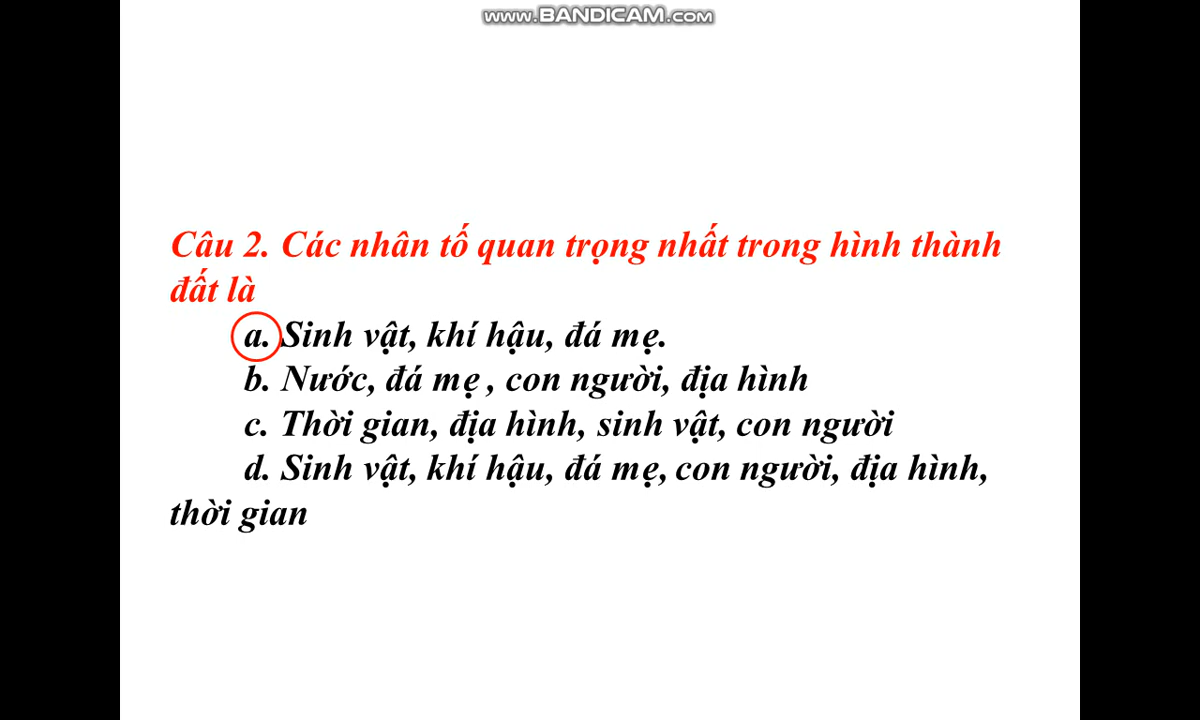 www.BANDICAM.com
Câu 2. Các nhân tố quan trọng nhất trong hình thành
đất là
a. Sinh vật, khí hậu, đá mẹ.
b. Nước, đá mẹ , con người, địa hình
c. Thời gian, địa hình, sinh vật, con người
d. Sinh vật, khí hậu, đá mẹ, con người, địa hình,
thời gian